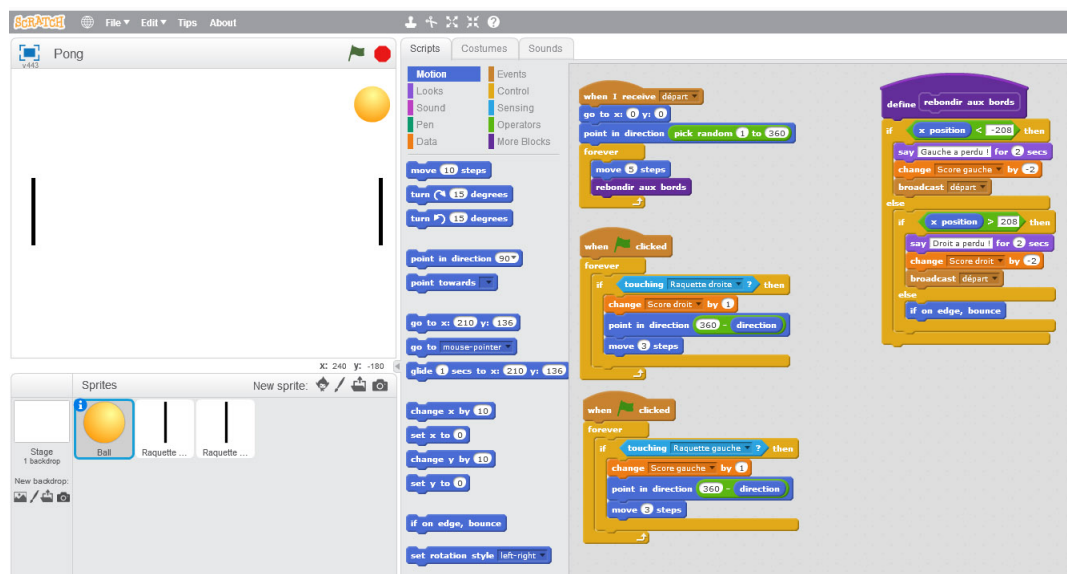 SCRATCH File Edit Tips About
Pong
v443
X: 240 y: -180
Sprites New sprite:
Stage
1 backdrop
New backdrop:
Ball
Raquette ...
Raquette ...
Scripts Costumes Sounds
Motion Events
Looks Control
Sound Sensing
Pen Operators
Data More Blocks
move 10 steps
turn 15 degrees
turn 15 degrees
point in direction 90
point towards
go to x: 210 y: 136
go to mouse-pointer
glide 1 secs to x: 210 y: 136
change x by 10
set x to 0
change y by 10
set y to 0
if on edge, bounce
set rotation style left-right
when I receive départ
go to x: 0 y: 0
point in direction pick random 1 to 360
forever
move 5 steps
rebondir aux bords
when clicked
forever
if touching Raquette droite ? then
change Score droit by 1
point in direction 360 - direction
move 3 steps
when clicked
forever
if touching Raquette gauche ? then
change Score gauche by 1
point in direction 360 - direction
move 3 steps
define rebondir aux bords
if x position < -208 then
say Gauche a perdu ! for 2 secs
change Score gauche by -2
broadcast départ
else
if x position > 208 then
say Droit a perdu ! for 2 secs
change Score droit by -2
broadcast départ
else
if on edge, bounce